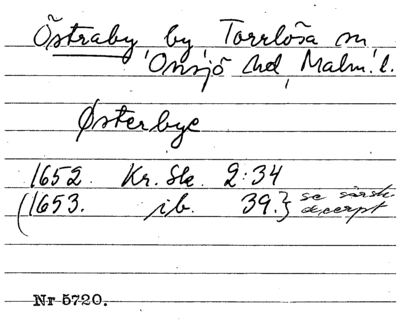 Östraby by, Torrlösa sn,
Onsjö hd, Malm. l.
Østerbye
1652. Kr. Sk. 2:34
(1653. ib. 39.} se särsk.
excerpt
Nr 5720.